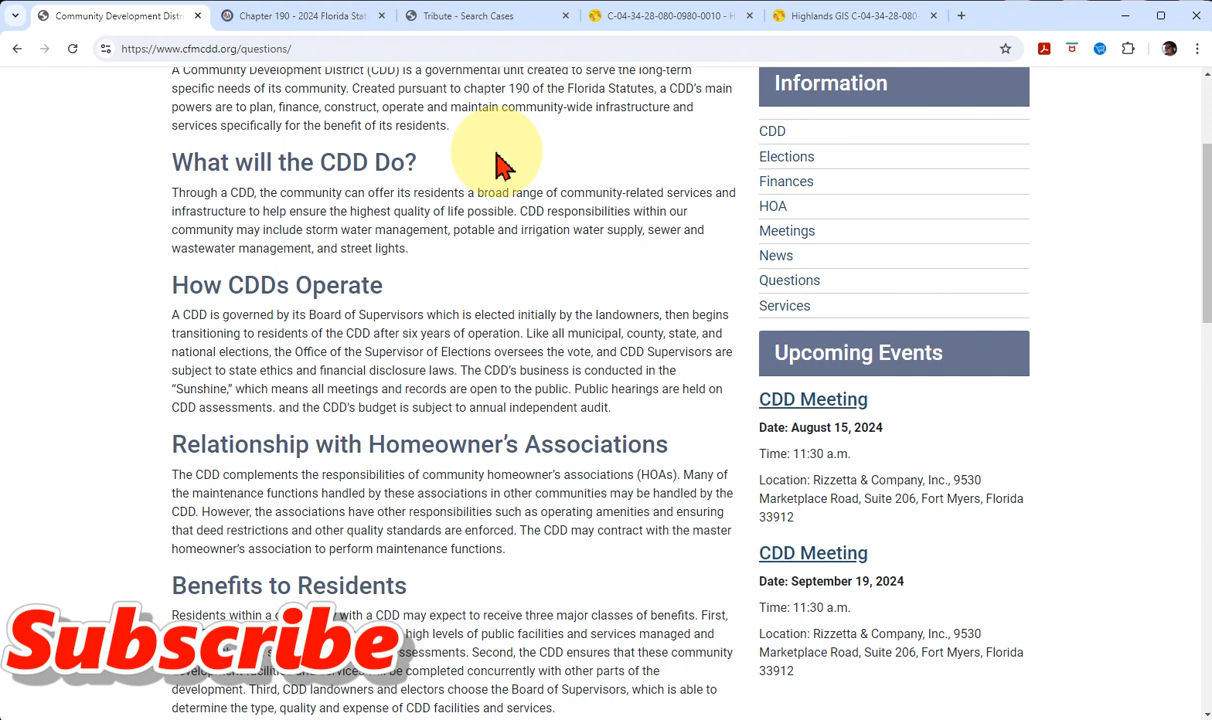 Community Development Distri
Chapter 190 - 2024 Florida Stat
Tribute - Search Cases
C-04-34-28-080-0980-0010 - H
Highlands GIS C-04-34-28-080-
https://www.cfmcdd.org/questions/
A Community Development District (CDD) is a governmental unit created to serve the long-term
specific needs of its community. Created pursuant to chapter 190 of the Florida Statutes, a CDD's main
powers are to plan, finance, construct, operate and maintain community-wide infrastructure and
services specifically for the benefit of its residents.
What will the CDD Do?
Through a CDD, the community can offer its residents a broad range of community-related services and
infrastructure to help ensure the highest quality of life possible. CDD responsibilities within our
community may include storm water management, potable and irrigation water supply, sewer and
wastewater management, and street lights.
How CDDs Operate
A CDD is governed by its Board of Supervisors which is elected initially by the landowners, then begins
transitioning to residents of the CDD after six years of operation. Like all municipal, county, state, and
national elections, the Office of the Supervisor of Elections oversees the vote, and CDD Supervisors are
subject to state ethics and financial disclosure laws. The CDD's business is conducted in the
“Sunshine,” which means all meetings and records are open to the public. Public hearings are held on
CDD assessments. and the CDD's budget is subject to annual independent audit.
Relationship with Homeowner's Associations
The CDD complements the responsibilities of community homeowner's associations (HOAs). Many of
the maintenance functions handled by these associations in other communities may be handled by the
CDD. However, the associations have other responsibilities such as operating amenities and ensuring
that deed restrictions and other quality standards are enforced. The CDD may contract with the master
homeowner's association to perform maintenance functions.
Benefits to Residents
Residents within a c with a CDD may expect to receive three major classes of benefits. First,
high levels of public facilities and services managed and
ssessments. Second, the CDD ensures that these community
development facilities and services will be completed concurrently with other parts of the
development. Third, CDD landowners and electors choose the Board of Supervisors, which is able to
determine the type, quality and expense of CDD facilities and services.
Subscribe
Information
CDD
Elections
Finances
HOA
Meetings
News
Questions
Services
Upcoming Events
CDD Meeting
Date: August 15, 2024
Time: 11:30 a.m.
Location: Rizzetta & Company, Inc., 9530
Marketplace Road, Suite 206, Fort Myers, Florida
33912
CDD Meeting
Date: September 19, 2024
Time: 11:30 a.m.
Location: Rizzetta & Company, Inc., 9530
Marketplace Road, Suite 206, Fort Myers, Florida
33912